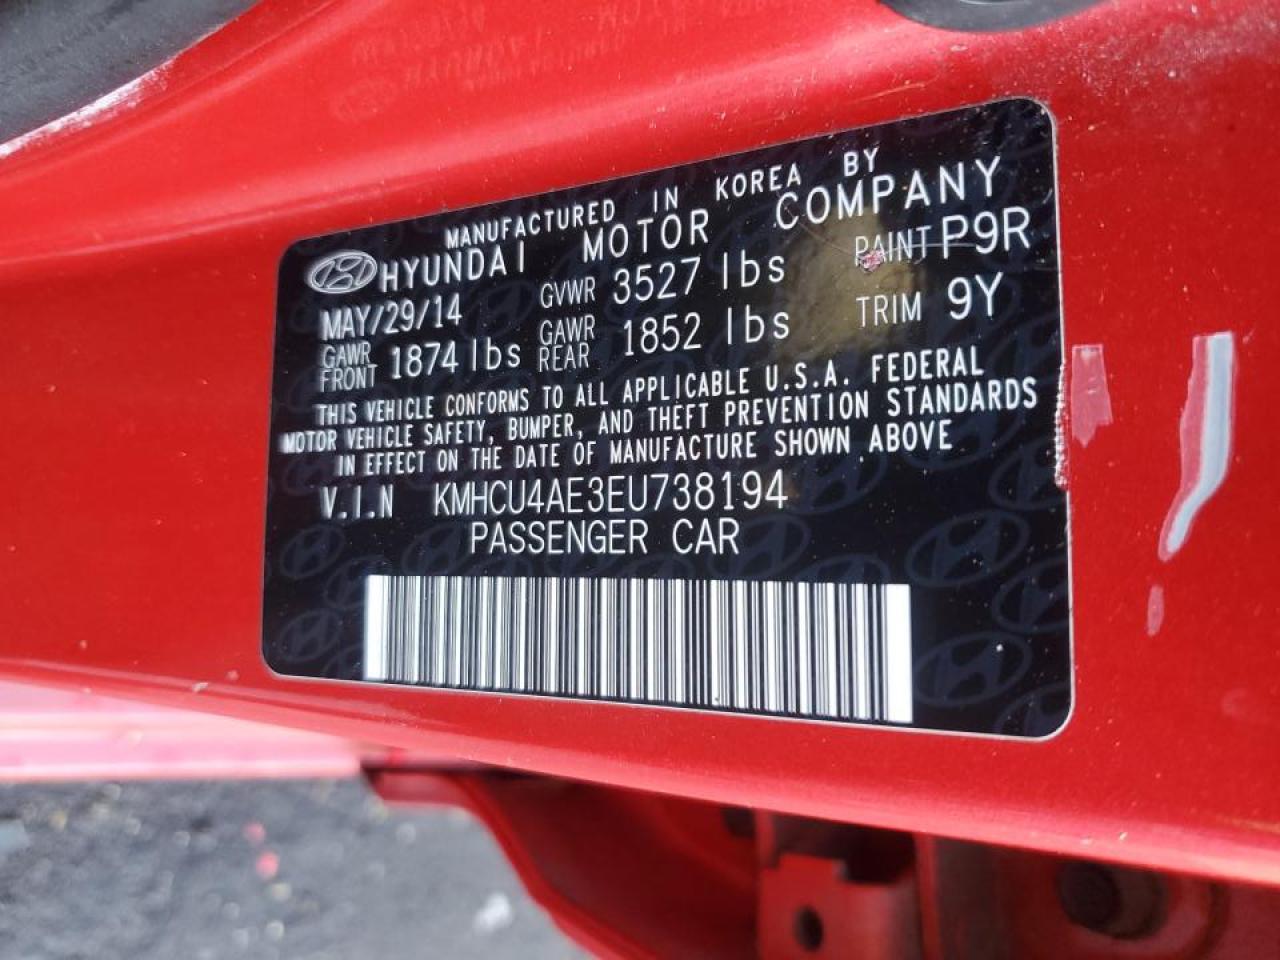 MANUFACTURED IN KOREA BY
HYUNDAI MOTOR COMPANY
MAY/29/14 GVWR 3527 lbs PAINT P9R
GAWR FRONT 1874 lbs GAWR REAR 1852 lbs TRIM 9Y
THIS VEHICLE CONFORMS TO ALL APPLICABLE U.S.A. FEDERAL
MOTOR VEHICLE SAFETY, BUMPER, AND THEFT PREVENTION STANDARDS
IN EFFECT ON THE DATE OF MANUFACTURE SHOWN ABOVE
V.I.N KMHCU4AE3EU738194
PASSENGER CAR